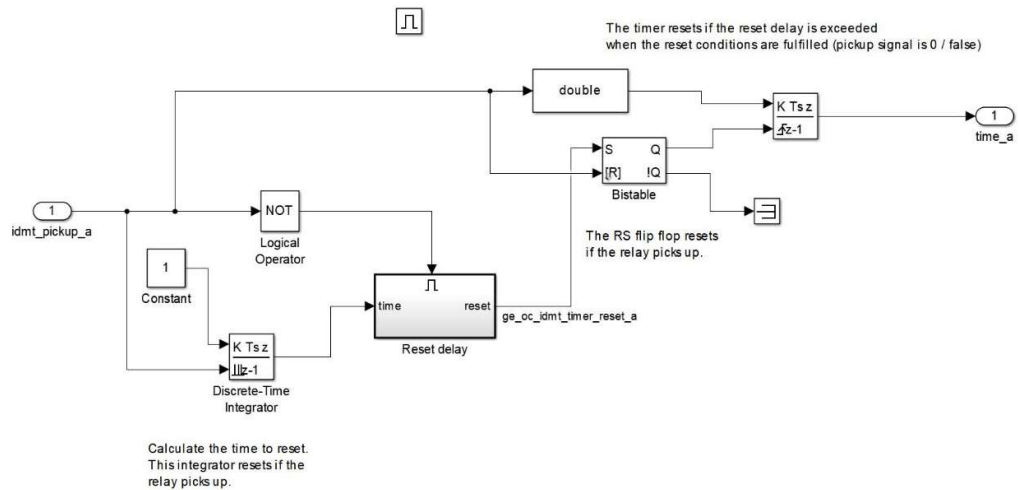 The timer resets if the reset delay is exceeded
when the reset conditions are fulfilled (pickup signal is 0 / false)
double
K Ts z
z-1
1
time_a
S Q
[R] !Q
Bistable
1
idmt_pickup_a
NOT
Logical
Operator
The RS flip flop resets
if the relay picks up.
1
Constant
time reset
ge_oc_idmt_timer_reset_a
Reset delay
K Ts z
z-1
Discrete-Time
Integrator
Calculate the time to reset.
This integrator resets if the
relay picks up.